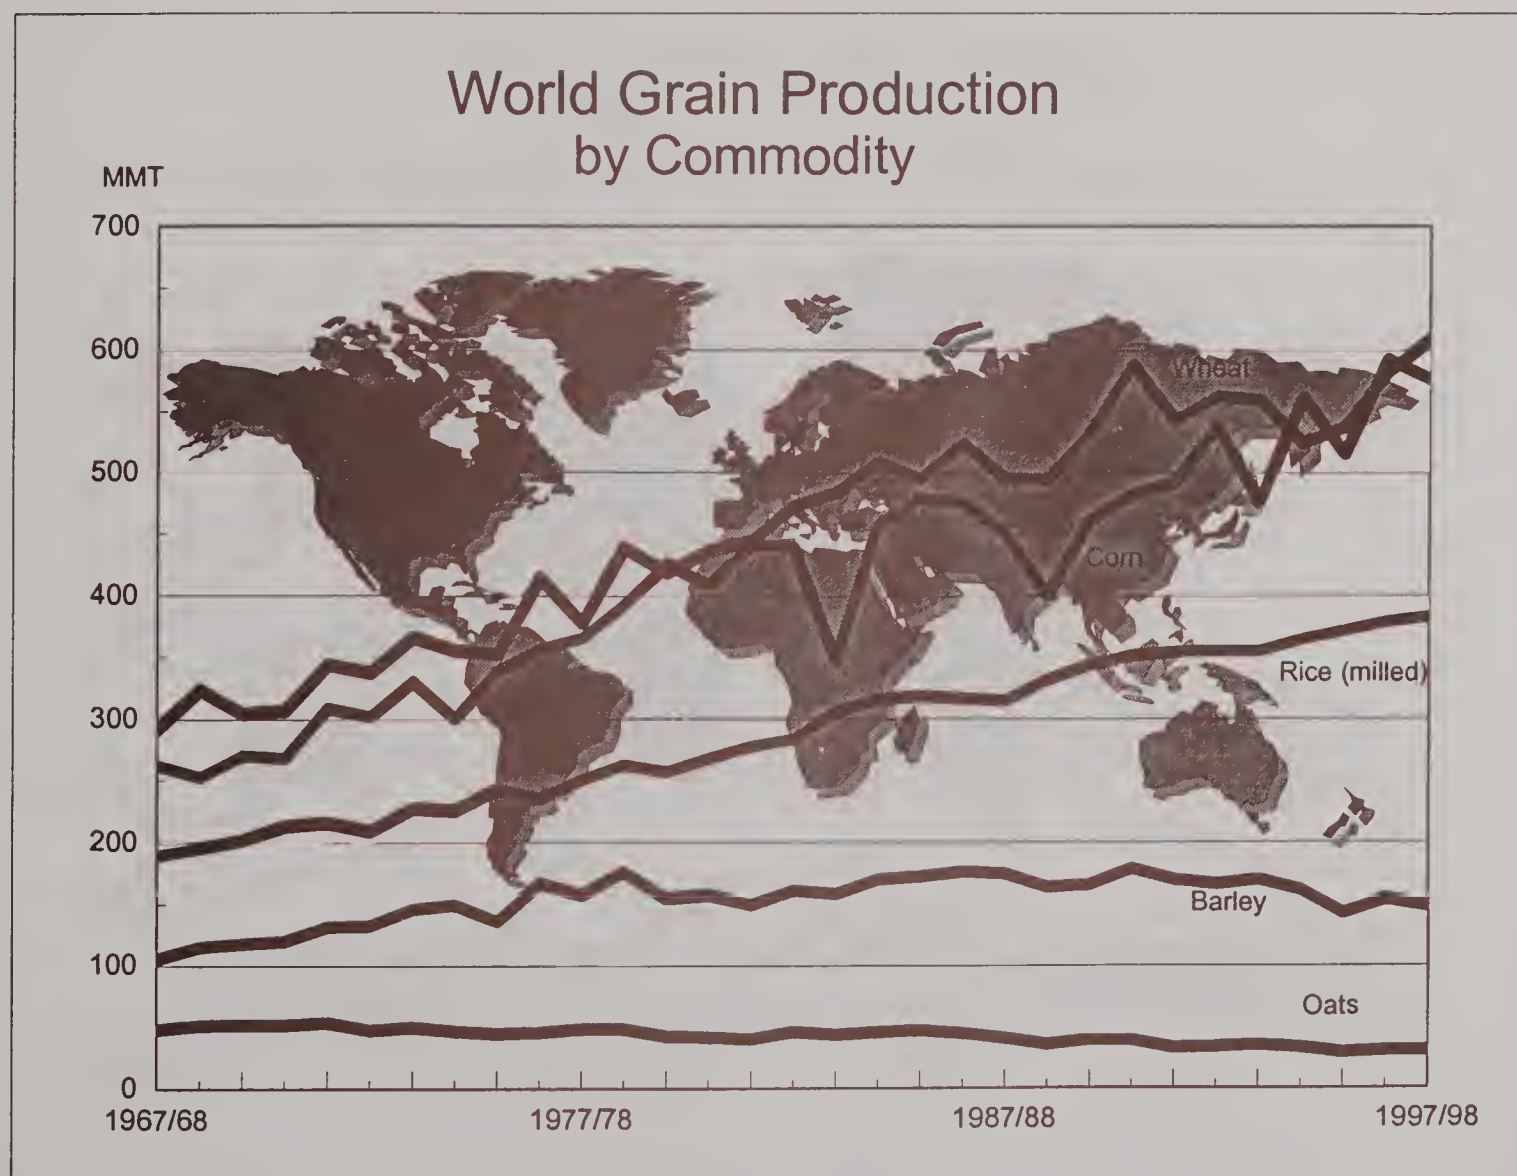 World Grain Production
by Commodity
MMT
700
600
Wheat
500
Corn
400
Rice (milled)
300
200
Barley
100
Oats
0
1967/68 1977/78 1987/88 1997/98